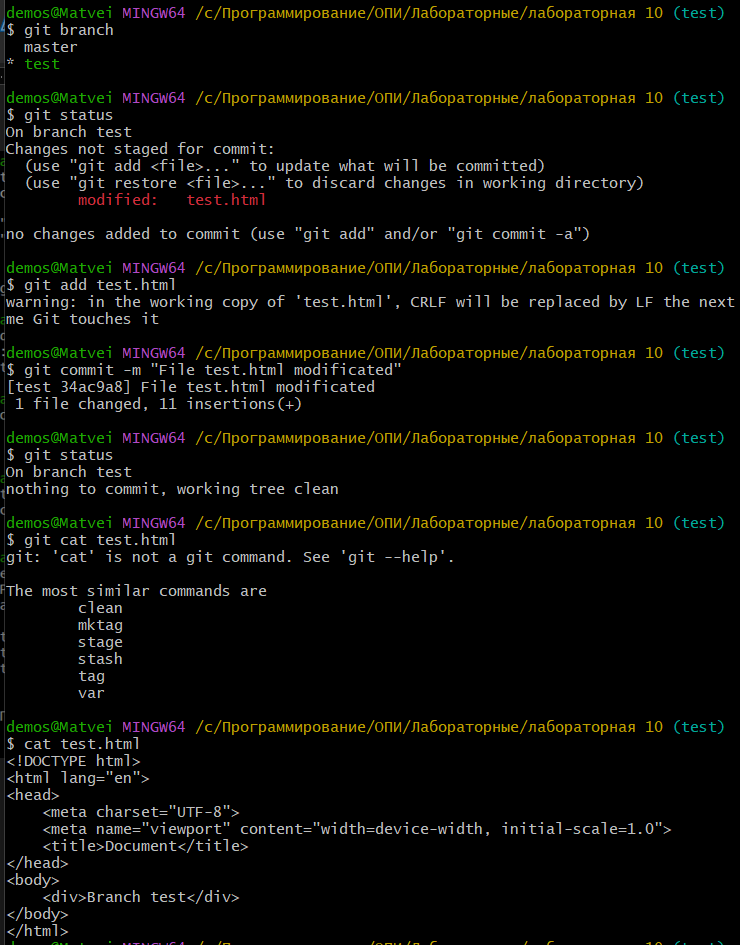 demos@Matvei MINGW64 /c/Программирование/ОПИ/Лабораторные/лабораторная 10 (test)
$ git branch
  master
* test

demos@Matvei MINGW64 /c/Программирование/ОПИ/Лабораторные/лабораторная 10 (test)
$ git status
On branch test
Changes not staged for commit:
  (use "git add <file>..." to update what will be committed)
  (use "git restore <file>..." to discard changes in working directory)
        modified:   test.html

no changes added to commit (use "git add" and/or "git commit -a")

demos@Matvei MINGW64 /c/Программирование/ОПИ/Лабораторные/лабораторная 10 (test)
$ git add test.html
warning: in the working copy of 'test.html', CRLF will be replaced by LF the next
me Git touches it

demos@Matvei MINGW64 /c/Программирование/ОПИ/Лабораторные/лабораторная 10 (test)
$ git commit -m "File test.html modificated"
[test 34ac9a8] File test.html modificated
 1 file changed, 11 insertions(+)

demos@Matvei MINGW64 /c/Программирование/ОПИ/Лабораторные/лабораторная 10 (test)
$ git status
On branch test
nothing to commit, working tree clean

demos@Matvei MINGW64 /c/Программирование/ОПИ/Лабораторные/лабораторная 10 (test)
$ git cat test.html
git: 'cat' is not a git command. See 'git --help'.

The most similar commands are
        clean
        mktag
        stage
        stash
        tag
        var

demos@Matvei MINGW64 /c/Программирование/ОПИ/Лабораторные/лабораторная 10 (test)
$ cat test.html
<!DOCTYPE html>
<html lang="en">
<head>
    <meta charset="UTF-8">
    <meta name="viewport" content="width=device-width, initial-scale=1.0">
    <title>Document</title>
</head>
<body>
    <div>Branch test</div>
</body>
</html>